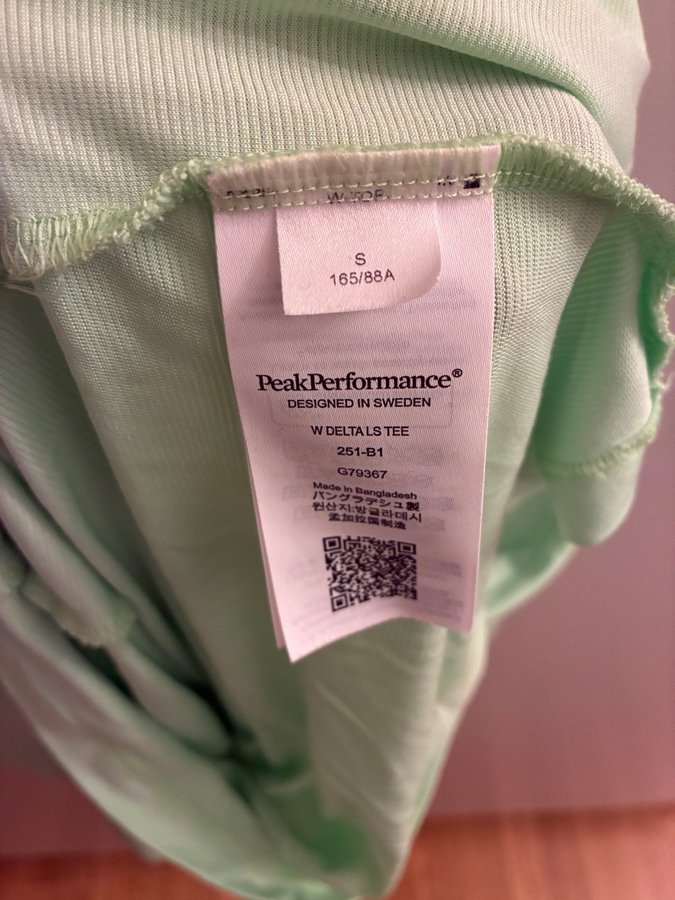 S
165/88A
PeakPerformance®
DESIGNED IN SWEDEN
W DELTA LS TEE
251-B1
G79367
Made in Bangladesh
バングラデシュ製
원산지:방글라데시
孟加拉国制造